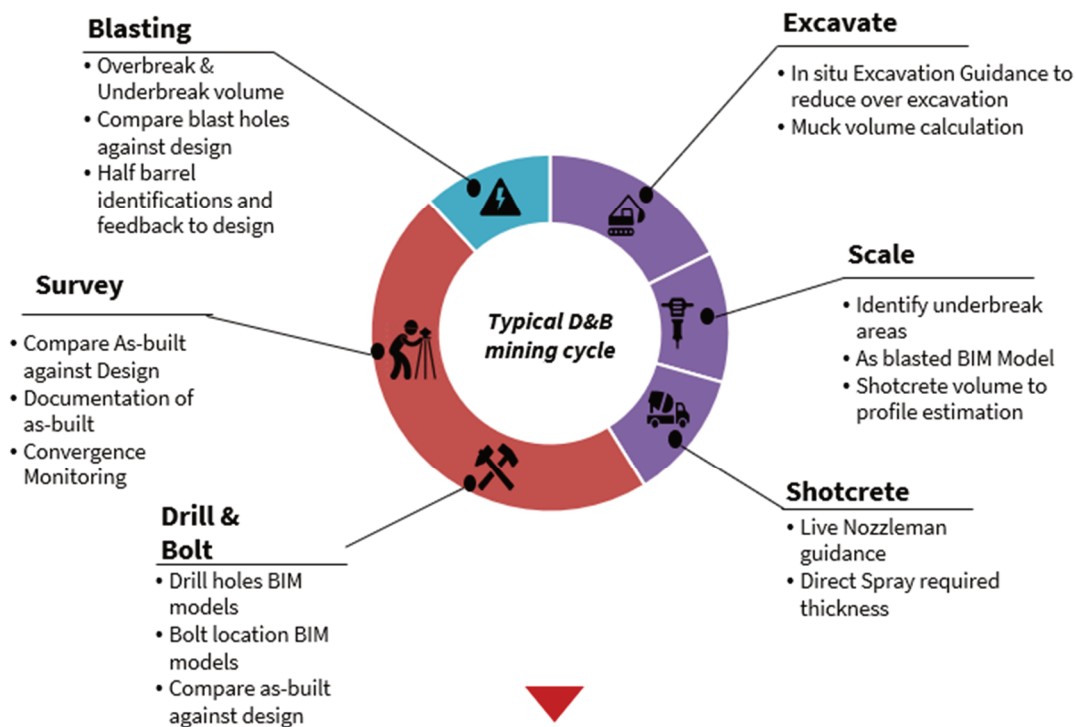 Blasting
• Overbreak &
Underbreak volume
• Compare blast holes
against design
• Half barrel
identifications and
feedback to design
Excavate
• In situ Excavation Guidance to
reduce over excavation
• Muck volume calculation
Scale
• Identify underbreak
areas
• As blasted BIM Model
• Shotcrete volume to
profile estimation
Shotcrete
• Live Nozzleman
guidance
• Direct Spray required
thickness
Drill &
Bolt
• Drill holes BIM
models
• Bolt location BIM
models
• Compare as-built
against design
Survey
• Compare As-built
against Design
• Documentation of
as-built
• Convergence
Monitoring
Typical D&B
mining cycle